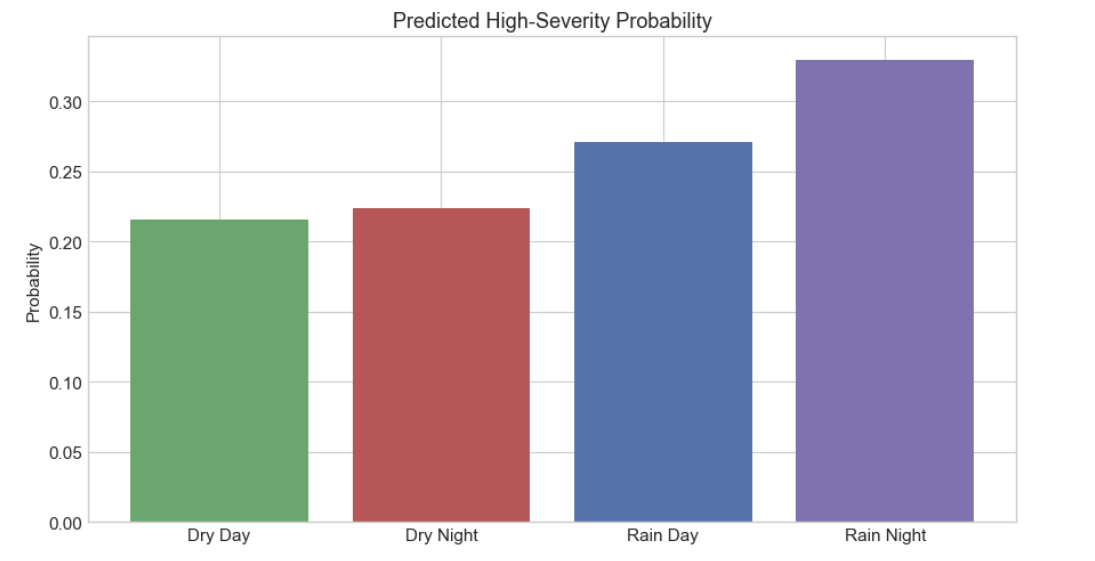 Predicted High-Severity Probability
Probability
0.30
0.25
0.20
0.15
0.10
0.05
0.00
Dry Day Dry Night Rain Day Rain Night